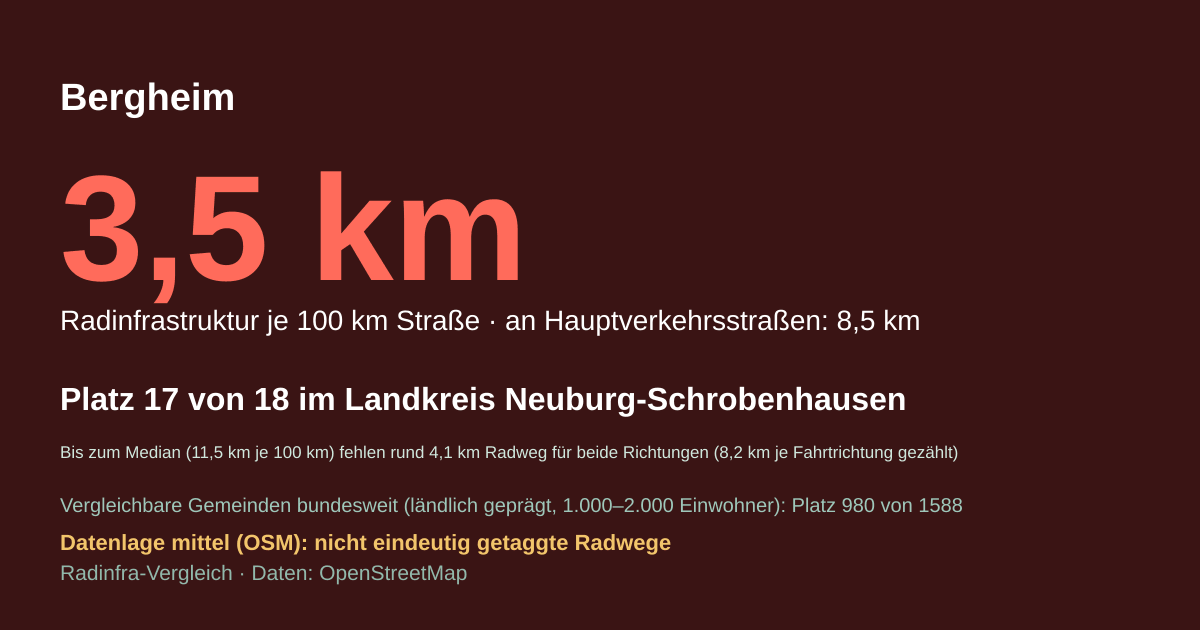 Bergheim
3,5 km
Radinfrastruktur je 100 km Straße · an Hauptverkehrsstraßen: 8,5 km
Platz 17 von 18 im Landkreis Neuburg-Schrobenhausen
Bis zum Median (11,5 km je 100 km) fehlen rund 4,1 km Radweg für beide Richtungen (8,2 km je Fahrtrichtung gezählt)
Vergleichbare Gemeinden bundesweit (ländlich geprägt, 1.000–2.000 Einwohner): Platz 980 von 1588
Datenlage mittel (OSM): nicht eindeutig getaggte Radwege
Radinfra-Vergleich · Daten: OpenStreetMap